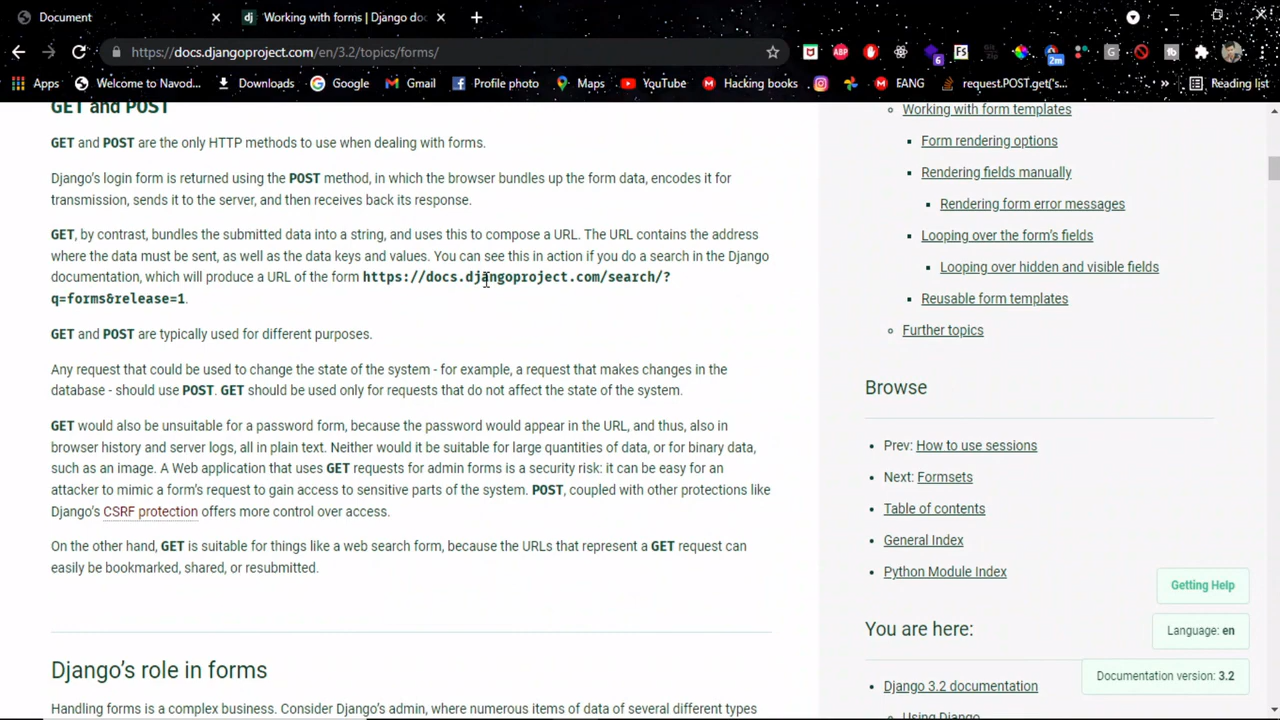 Document
dj
Working with forms | Django doc
https://docs.djangoproject.com/en/3.2/topics/forms/
Apps
Welcome to Navod...
Downloads
Google
Gmail
Profile photo
Maps
YouTube
Hacking books
EANG
request.POST.get('s...
»
Reading list
ABP
6
FS
Git
Zip
2m
G
GET and POST
GET and POST are the only HTTP methods to use when dealing with forms.
Django's login form is returned using the POST method, in which the browser bundles up the form data, encodes it for
transmission, sends it to the server, and then receives back its response.
GET, by contrast, bundles the submitted data into a string, and uses this to compose a URL. The URL contains the address
where the data must be sent, as well as the data keys and values. You can see this in action if you do a search in the Django
documentation, which will produce a URL of the form https://docs.djangoproject.com/search/?
q=forms&release=1.
GET and POST are typically used for different purposes.
Any request that could be used to change the state of the system - for example, a request that makes changes in the
database - should use POST. GET should be used only for requests that do not affect the state of the system.
GET would also be unsuitable for a password form, because the password would appear in the URL, and thus, also in
browser history and server logs, all in plain text. Neither would it be suitable for large quantities of data, or for binary data,
such as an image. A Web application that uses GET requests for admin forms is a security risk: it can be easy for an
attacker to mimic a form's request to gain access to sensitive parts of the system. POST, coupled with other protections like
Django's CSRF protection offers more control over access.
On the other hand, GET is suitable for things like a web search form, because the URLs that represent a GET request can
easily be bookmarked, shared, or resubmitted.
Django's role in forms
Handling forms is a complex business. Consider Django's admin, where numerous items of data of several different types
Working with form templates
Form rendering options
Rendering fields manually
Rendering form error messages
Looping over the form's fields
Looping over hidden and visible fields
Reusable form templates
Further topics
Browse
Prev: How to use sessions
Next: Formsets
Table of contents
General Index
Python Module Index
You are here:
Django 3.2 documentation
Using Django
Getting Help
Language: en
Documentation version: 3.2